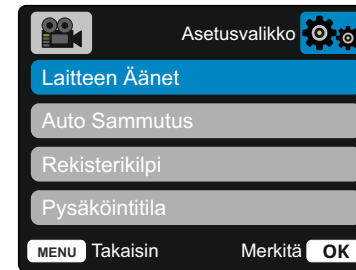 Asetusvalikko
Laitteen Äänet
Auto Sammutus
Rekisterikilpi
Pysäköintitila
MENU Takaisin Merkitä OK